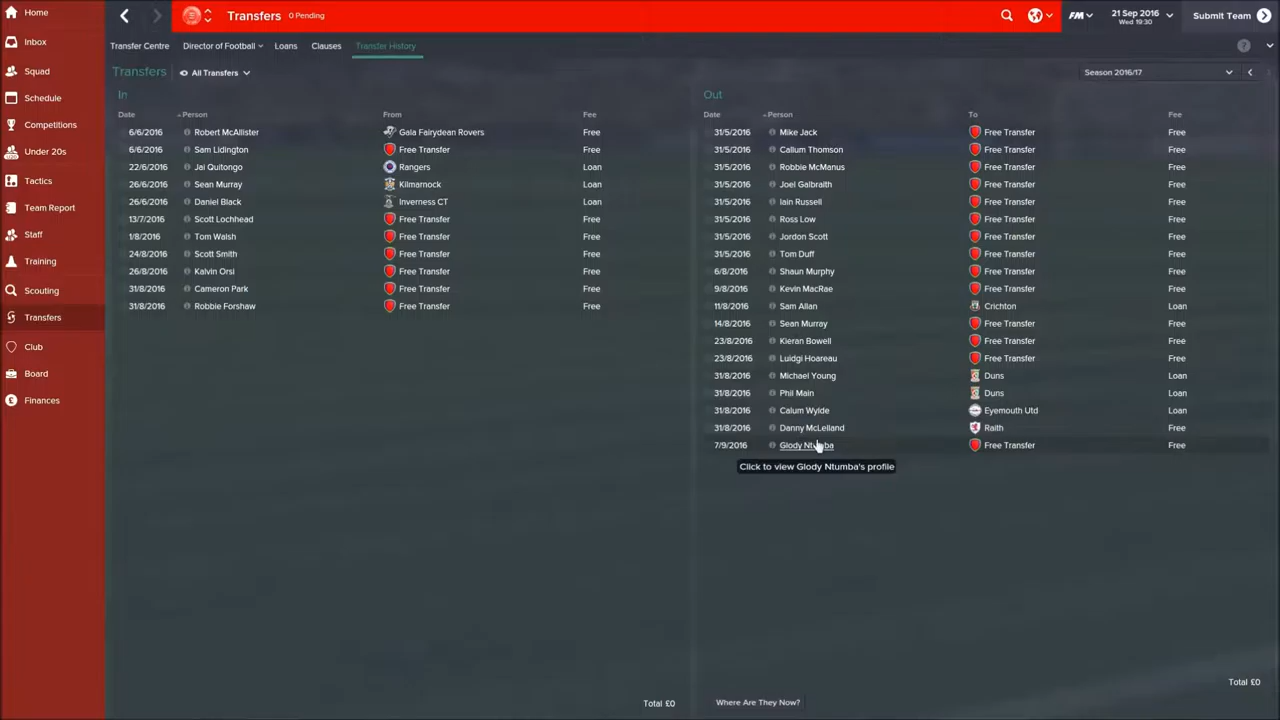 Home
Transfers 0 Pending
FM
21 Sep 2016
Wed 19:30
Submit Team
Inbox
Squad
Schedule
Competitions
Under 20s
Tactics
Team Report
Staff
Training
Scouting
Transfers
Club
Board
Finances
Transfer Centre Director of Football Loans Clauses Transfer History
Transfers All Transfers Season 2016/17
In
Date Person From Fee
6/6/2016 Robert McAllister Gala Fairydean Rovers Free
6/6/2016 Sam Lidington Free Transfer Free
22/6/2016 Jai Quitongo Rangers Loan
26/6/2016 Sean Murray Kilmarnock Loan
26/6/2016 Daniel Black Inverness CT Loan
13/7/2016 Scott Lochhead Free Transfer Free
1/8/2016 Tom Walsh Free Transfer Free
24/8/2016 Scott Smith Free Transfer Free
26/8/2016 Kalvin Orsi Free Transfer Free
31/8/2016 Cameron Park Free Transfer Free
31/8/2016 Robbie Forshaw Free Transfer Free
Total £0
Out
Date Person To Fee
31/5/2016 Mike Jack Free Transfer Free
31/5/2016 Callum Thomson Free Transfer Free
31/5/2016 Robbie McManus Free Transfer Free
31/5/2016 Joel Galbraith Free Transfer Free
31/5/2016 Iain Russell Free Transfer Free
31/5/2016 Ross Low Free Transfer Free
31/5/2016 Jordon Scott Free Transfer Free
31/5/2016 Tom Duff Free Transfer Free
6/8/2016 Shaun Murphy Free Transfer Free
9/8/2016 Kevin MacRae Free Transfer Free
11/8/2016 Sam Allan Crichton Loan
14/8/2016 Sean Murray Free Transfer Free
23/8/2016 Kieran Bowell Free Transfer Free
23/8/2016 Luidgi Hoareau Free Transfer Free
31/8/2016 Michael Young Duns Loan
31/8/2016 Phil Main Duns Loan
31/8/2016 Calum Wylde Eyemouth Utd Loan
31/8/2016 Danny McLelland Raith Free
7/9/2016 Glody Ntumba Free Transfer Free
Click to view Glody Ntumba's profile
Total £0
Where Are They Now?